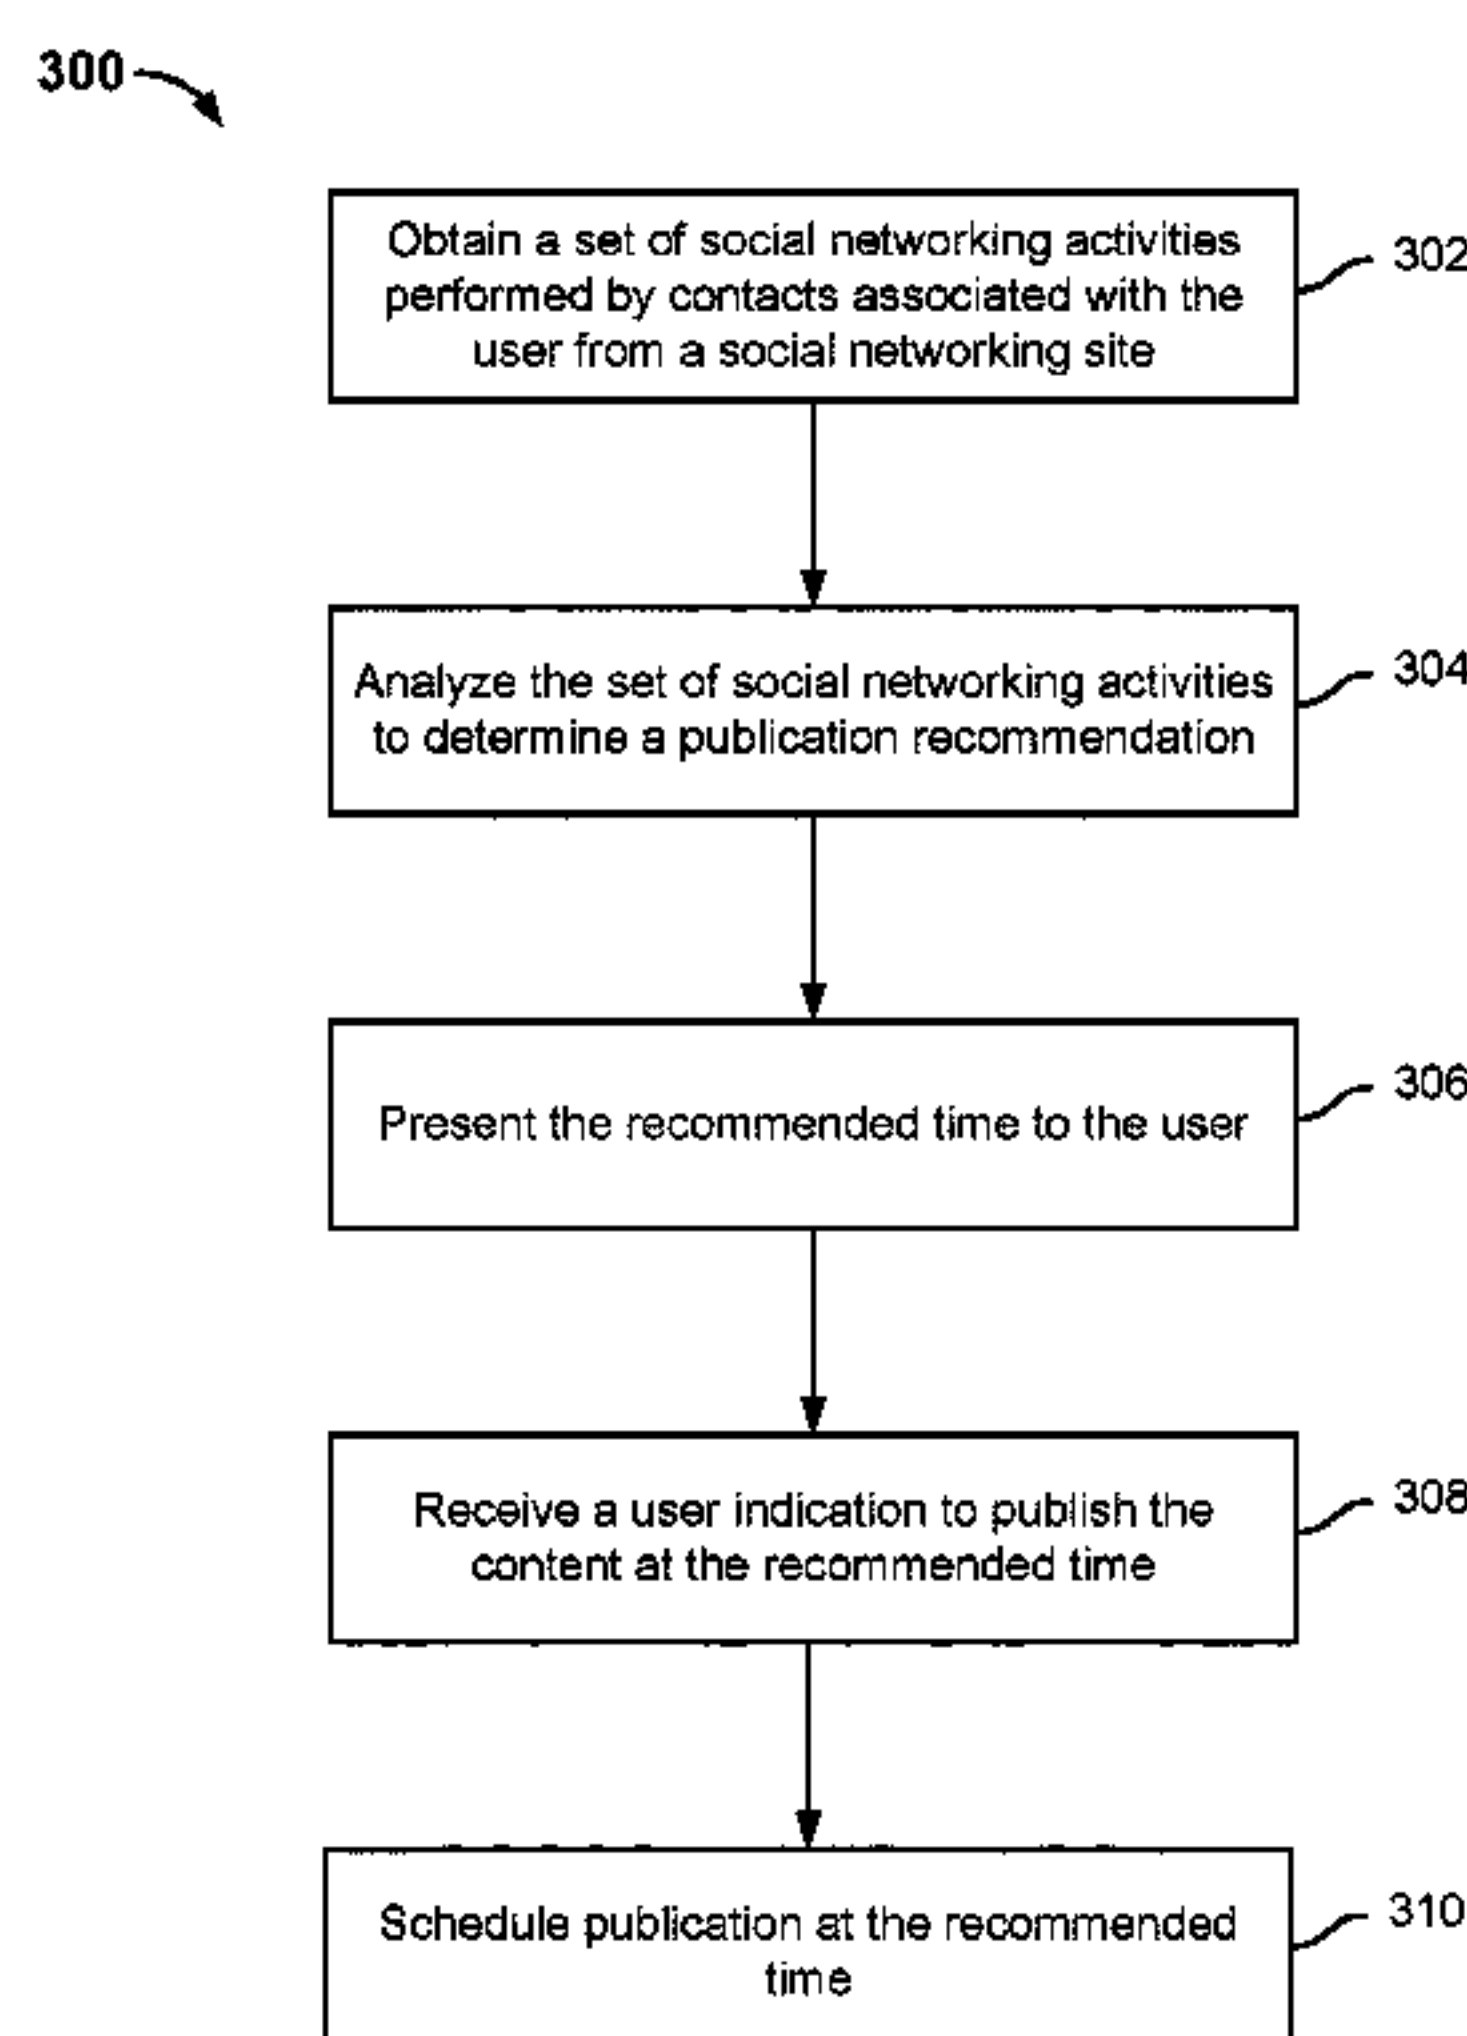 300
Obtain a set of social networking activities
performed by contacts associated with the
user from a social networking site
302
Analyze the set of social networking activities
to determine a publication recommendation
304
Present the recommended time to the user
306
Receive a user indication to publish the
content at the recommended time
308
Schedule publication at the recommended
time
310